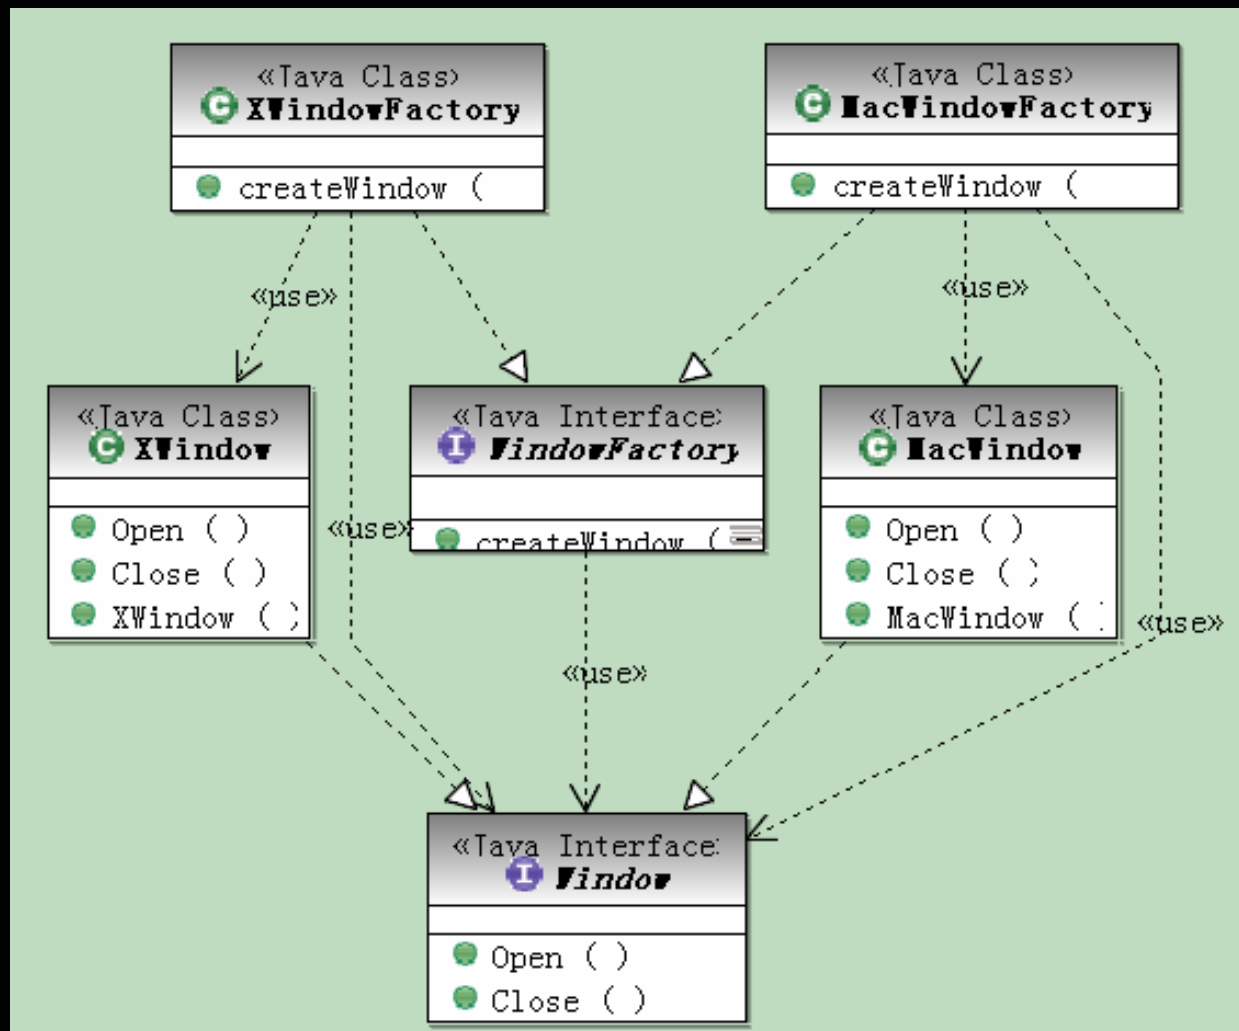 «Java Class»
C XWindowFactory
createWindow (
«Java Class»
C MacWindowFactory
createWindow (
«use»
«use»
«Java Class»
C XWindow
Open ( )
Close ( )
XWindow ( )
«Java Interface»
I WindowFactory
createWindow (
«Java Class»
C MacWindow
Open ( )
Close ( )
MacWindow ( )
«use»
«use»
«use»
«Java Interface»
I Window
Open ( )
Close ( )